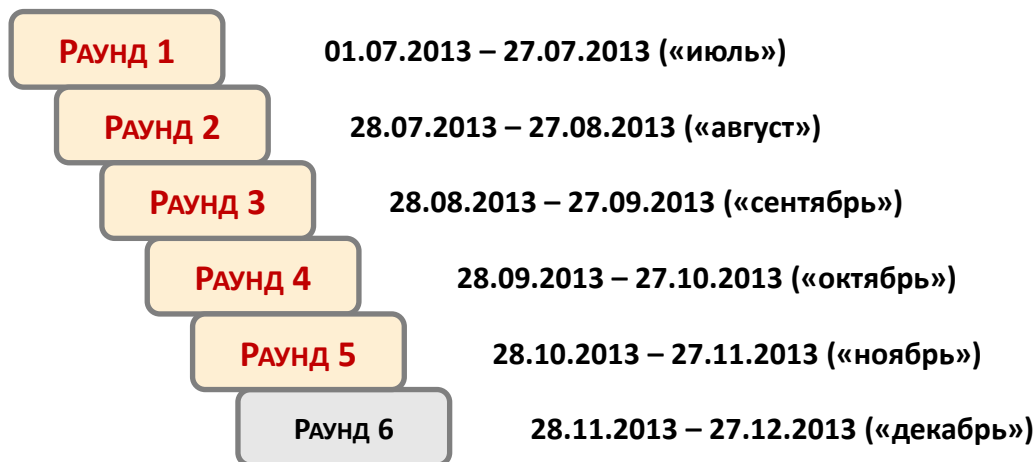 Раунд 1 01.07.2013 – 27.07.2013 («июль»)
Раунд 2 28.07.2013 – 27.08.2013 («август»)
Раунд 3 28.08.2013 – 27.09.2013 («сентябрь»)
Раунд 4 28.09.2013 – 27.10.2013 («октябрь»)
Раунд 5 28.10.2013 – 27.11.2013 («ноябрь»)
Раунд 6 28.11.2013 – 27.12.2013 («декабрь»)